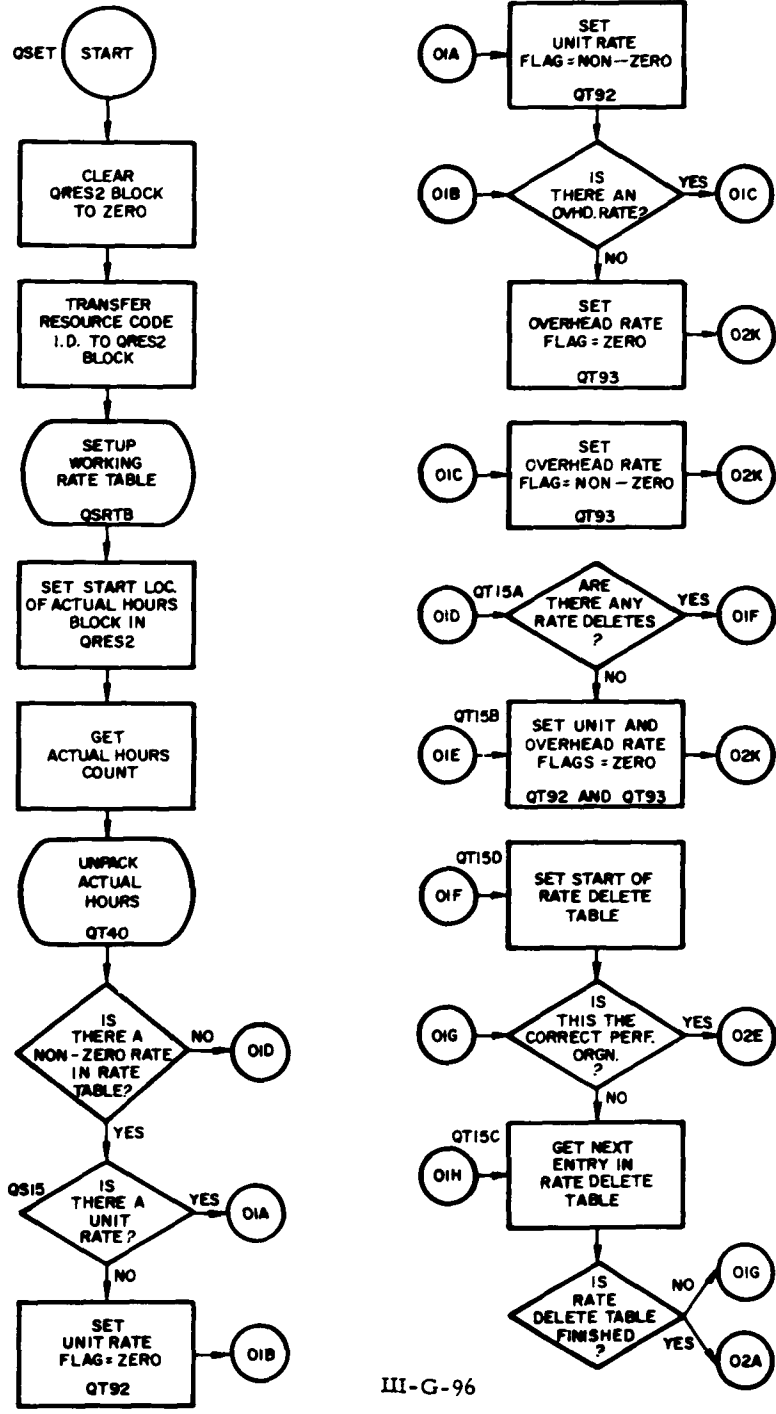 QSET
START
CLEAR
QRES2 BLOCK
TO ZERO
TRANSFER
RESOURCE CODE
I.D. TO QRES2
BLOCK
SETUP
WORKING
RATE TABLE
QSRTB
SET START LOC.
OF ACTUAL HOURS
BLOCK IN
QRES2
GET
ACTUAL HOURS
COUNT
UNPACK
ACTUAL
HOURS
QT40
IS
THERE A
NON-ZERO RATE
IN RATE
TABLE?
NO
01D
YES
QS15
IS
THERE A
UNIT
RATE?
YES
01A
NO
SET
UNIT RATE
FLAG=ZERO
QT92
01B
01A
SET
UNIT RATE
FLAG=NON-ZERO
QT92
01B
IS
THERE AN
OVHD. RATE?
YES
01C
NO
SET
OVERHEAD RATE
FLAG=ZERO
QT93
02K
01C
SET
OVERHEAD RATE
FLAG=NON-ZERO
QT93
02K
01D
QT15A
ARE
THERE ANY
RATE DELETES
?
YES
01F
NO
QT15B
01E
SET UNIT AND
OVERHEAD RATE
FLAGS=ZERO
QT92 AND QT93
02K
QT15D
01F
SET START OF
RATE DELETE
TABLE
01G
IS
THIS THE
CORRECT PERF.
ORGN.
?
YES
02E
NO
QT15C
01H
GET NEXT
ENTRY IN
RATE DELETE
TABLE
IS
RATE
DELETE TABLE
FINISHED
?
NO
01G
YES
02A
III-G-96